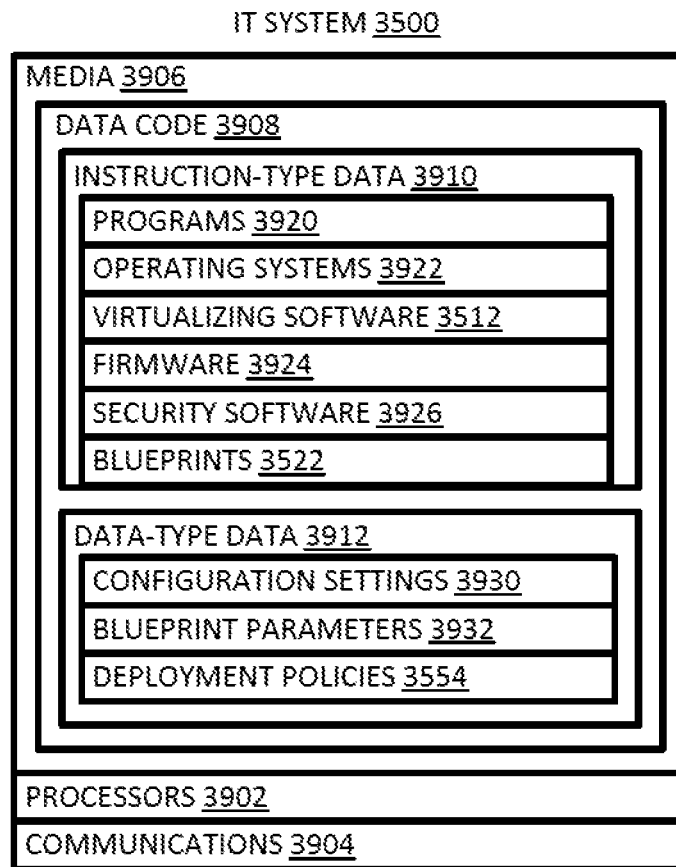 IT SYSTEM 3500
MEDIA 3906
DATA CODE 3908
INSTRUCTION-TYPE DATA 3910
PROGRAMS 3920
OPERATING SYSTEMS 3922
VIRTUALIZING SOFTWARE 3512
FIRMWARE 3924
SECURITY SOFTWARE 3926
BLUEPRINTS 3522
DATA-TYPE DATA 3912
CONFIGURATION SETTINGS 3930
BLUEPRINT PARAMETERS 3932
DEPLOYMENT POLICIES 3554
PROCESSORS 3902
COMMUNICATIONS 3904